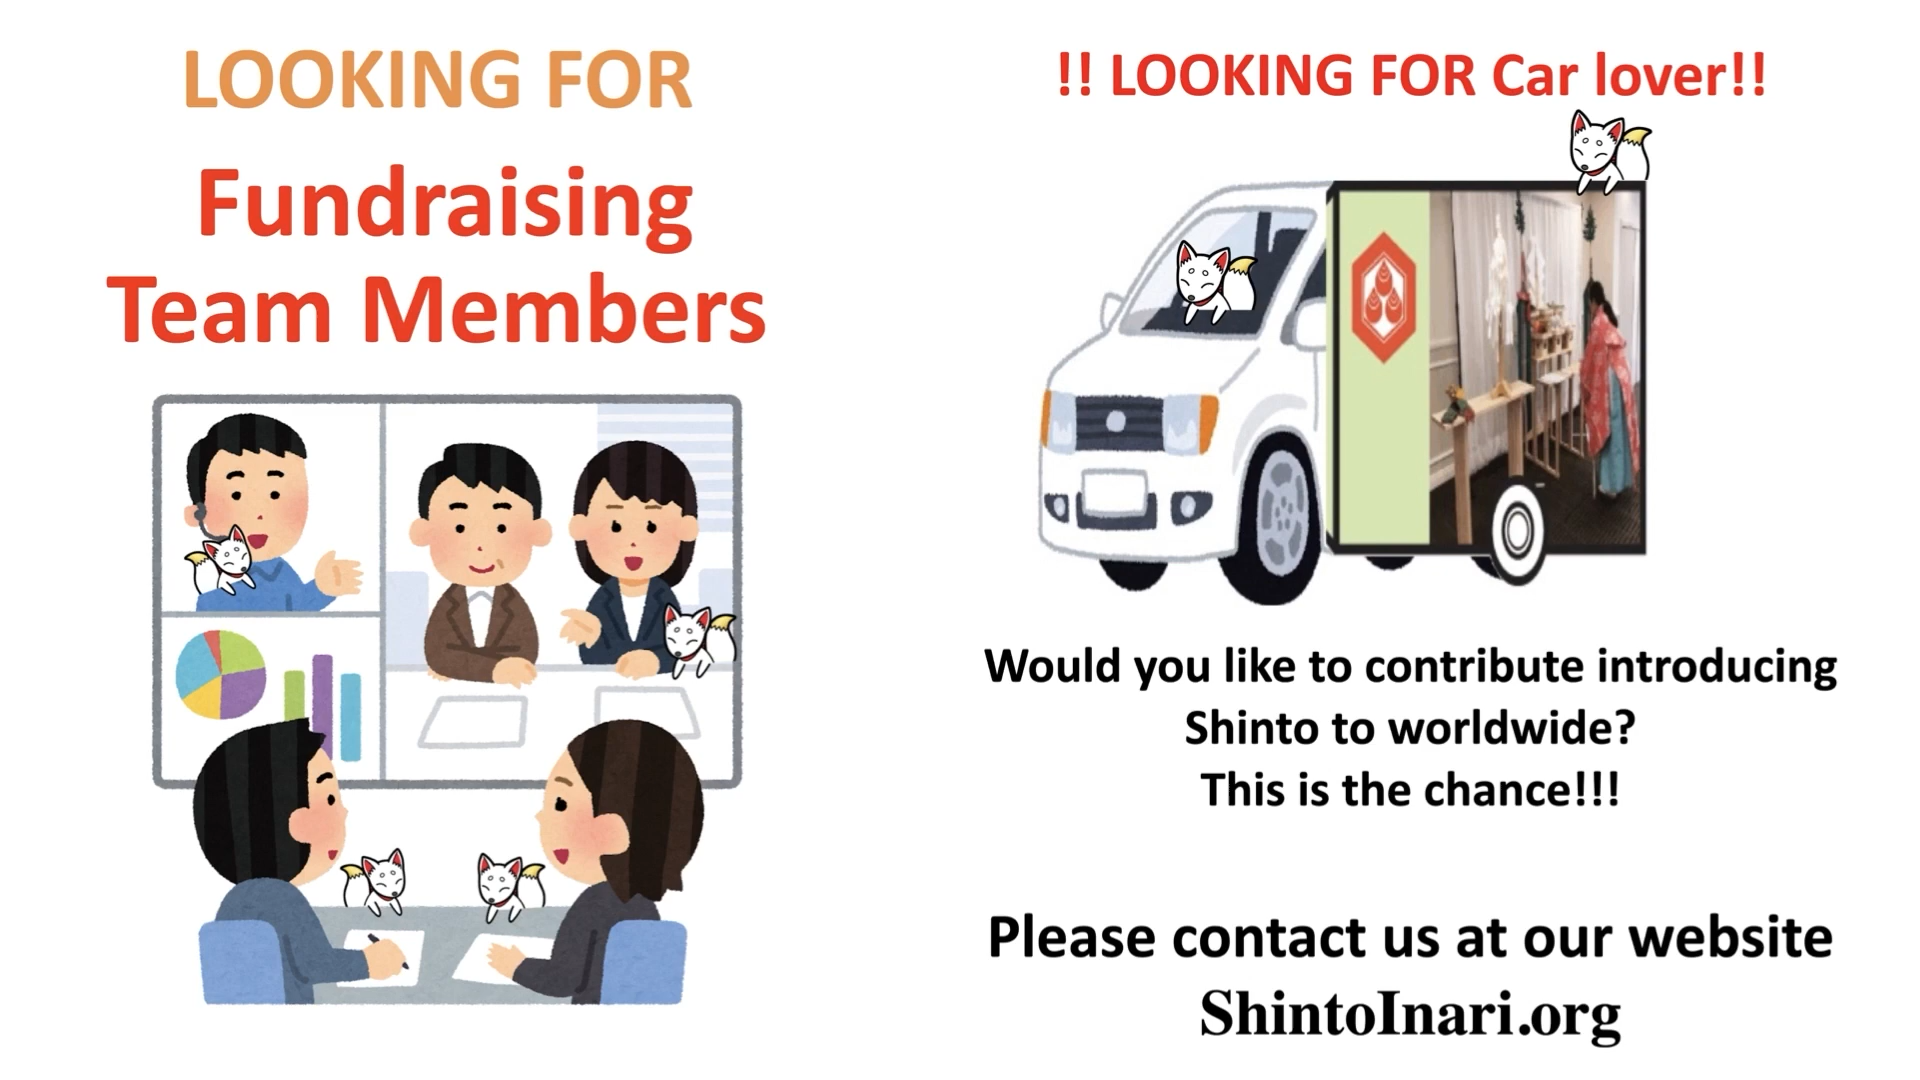 LOOKING FOR
Fundraising
Team Members
!! LOOKING FOR Car lover!!
Would you like to contribute introducing
Shinto to worldwide?
This is the chance!!!
Please contact us at our website
ShintoInari.org